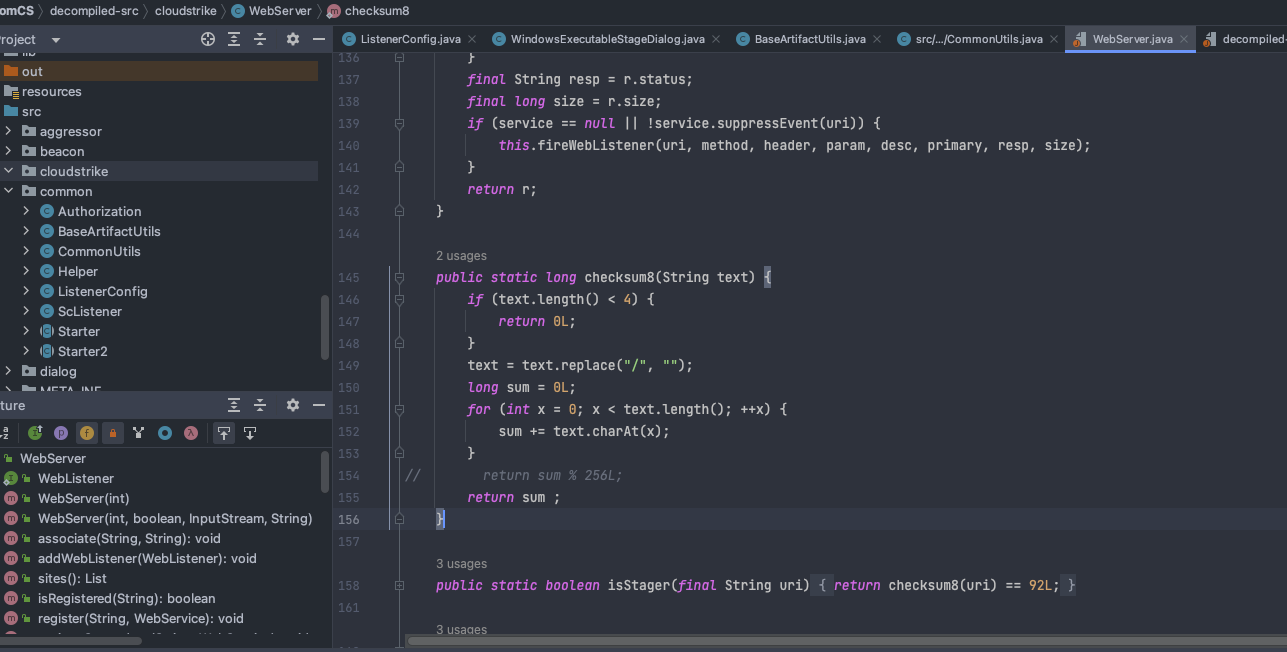 omCS 〉 decompiled-src 〉 cloudstrike 〉 WebServer 〉 checksum8
roject
ListenerConfig.java
WindowsExecutableStageDialog.java
BaseArtifactUtils.java
src/.../CommonUtils.java
WebServer.java
decompiled-
lib
out
resources
src
aggressor
beacon
cloudstrike
common
Authorization
BaseArtifactUtils
CommonUtils
Helper
ListenerConfig
ScListener
Starter
Starter2
dialog
META-INF
ture
WebServer
WebListener
WebServer(int)
WebServer(int, boolean, InputStream, String)
associate(String, String): void
addWebListener(WebListener): void
sites(): List
isRegistered(String): boolean
register(String, WebService): void
136 }
137 final String resp = r.status;
138 final long size = r.size;
139 if (service == null || !service.suppressEvent(uri)) {
140 this.fireWebListener(uri, method, header, param, desc, primary, resp, size);
141 }
142 return r;
143 }
144
2 usages
145 public static long checksum8(String text) {
146 if (text.length() < 4) {
147 return 0L;
148 }
149 text = text.replace("/", "");
150 long sum = 0L;
151 for (int x = 0; x < text.length(); ++x) {
152 sum += text.charAt(x);
153 }
154 // return sum % 256L;
155 return sum ;
156 }
157
3 usages
158 public static boolean isStager(final String uri) { return checksum8(uri) == 92L; }
161
3 usages